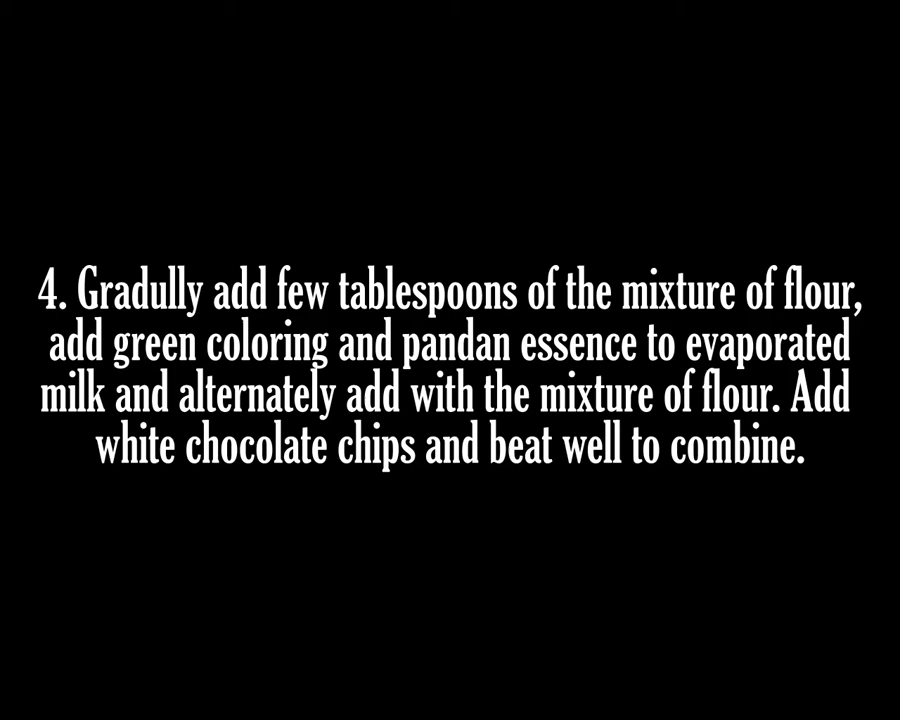 4. Gradully add few tablespoons of the mixture of flour,
add green coloring and pandan essence to evaporated
milk and alternately add with the mixture of flour. Add
white chocolate chips and beat well to combine.